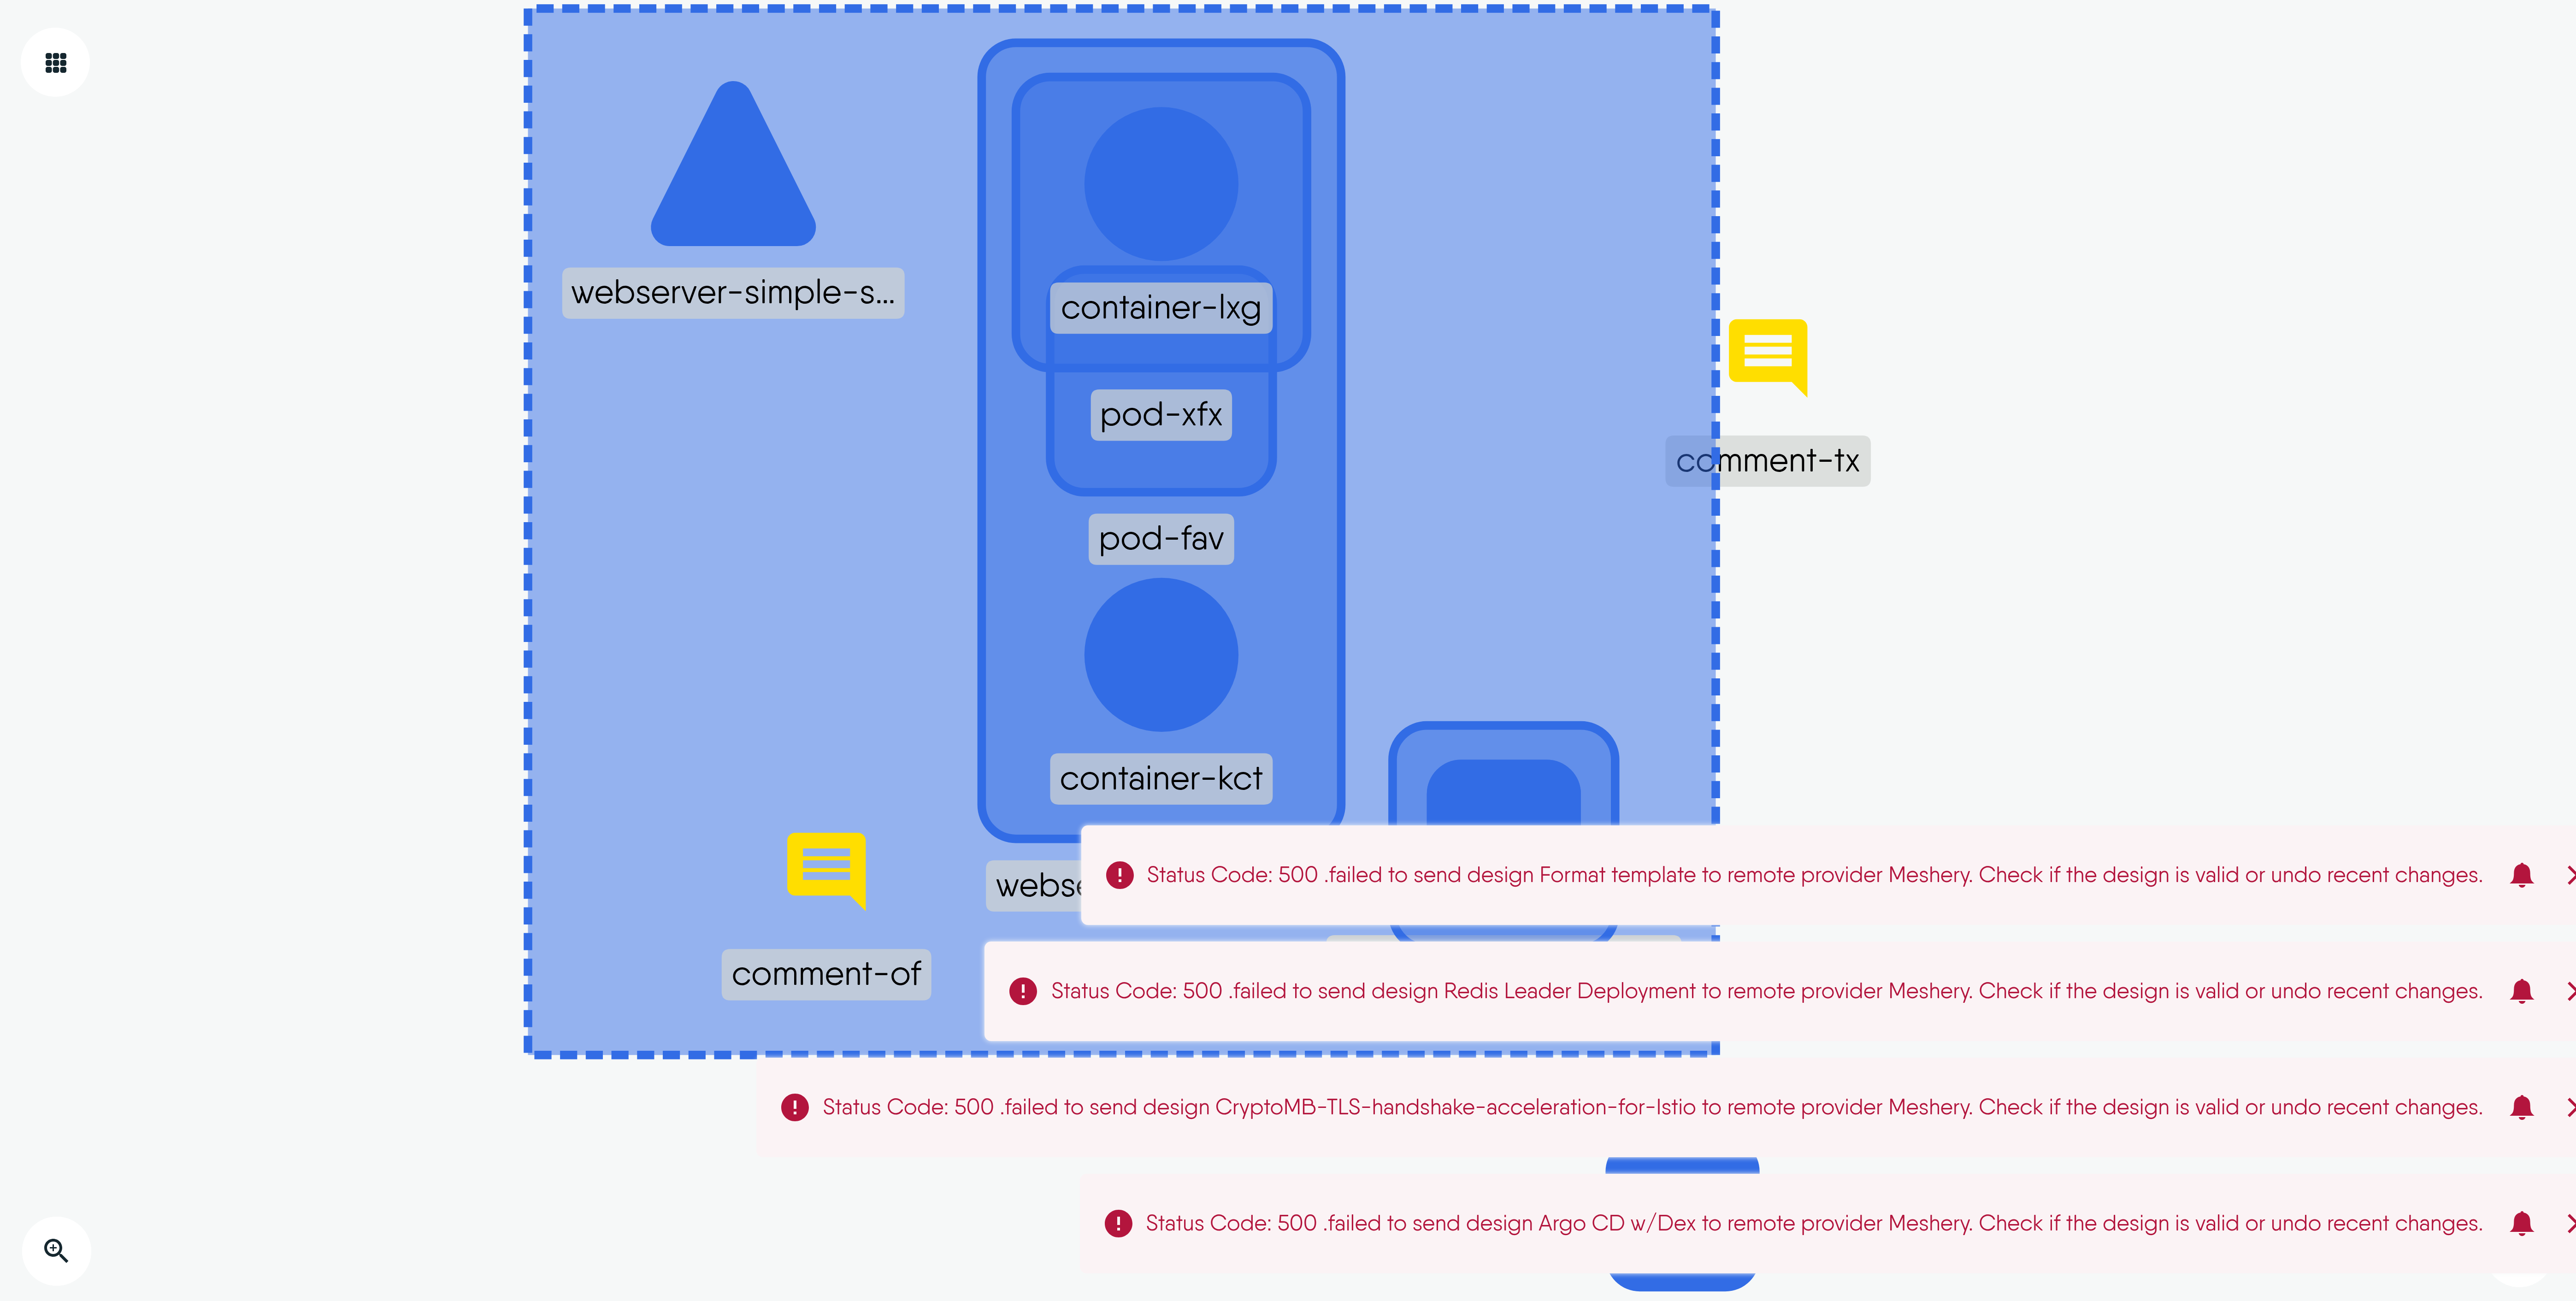 webserver-simple-s...
container-lxg
pod-xfx
comment-tx
pod-fav
container-kct
Status Code: 500 .failed to send design Format template to remote provider Meshery. Check if the design is valid or undo recent changes.
comment-of
Status Code: 500 .failed to send design Redis Leader Deployment to remote provider Meshery. Check if the design is valid or undo recent changes.
Status Code: 500 .failed to send design CryptoMB-TLS-handshake-acceleration-for-Istio to remote provider Meshery. Check if the design is valid or undo recent changes.
Status Code: 500 .failed to send design Argo CD w/Dex to remote provider Meshery. Check if the design is valid or undo recent changes.